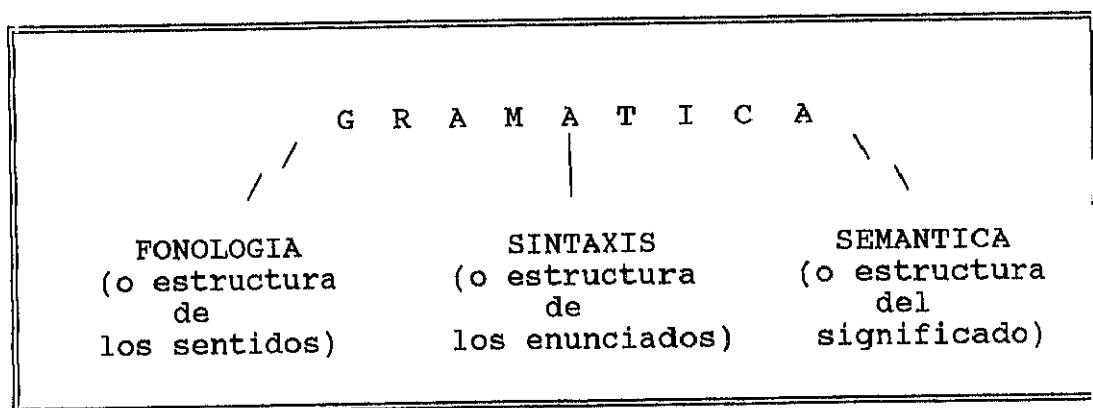 G R A M A T I C A
FONOLOGIA
(o estructura
de
los sentidos)
SINTAXIS
(o estructura
de
los enunciados)
SEMANTICA
(o estructura
del
significado)